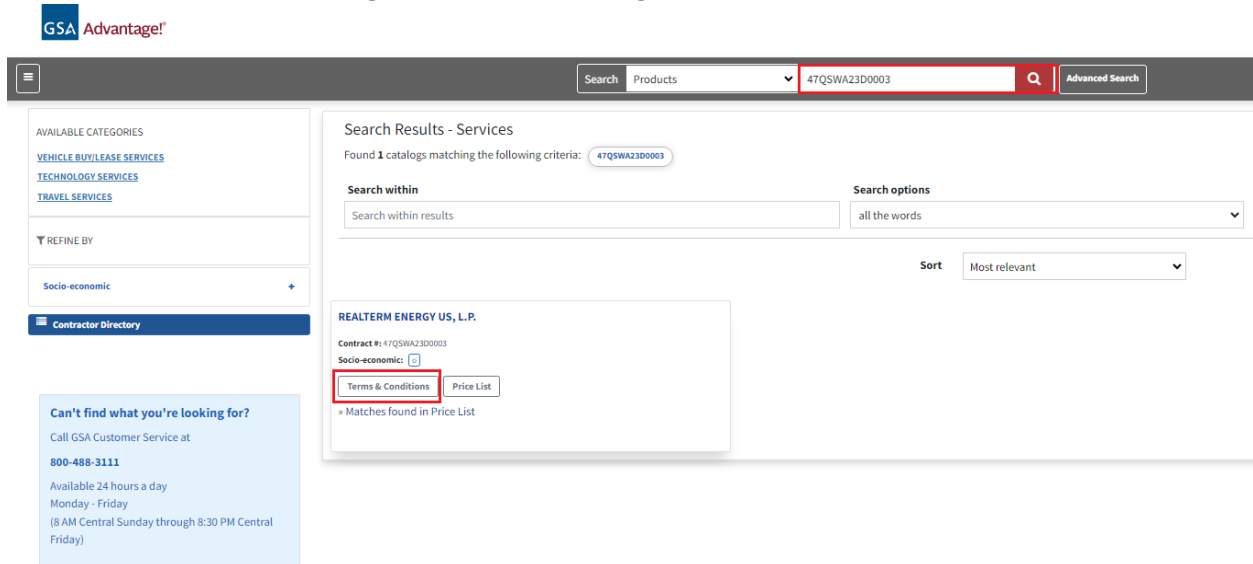 GSA Advantage!®
Search Products 47QSWA23D0003 Advanced Search
AVAILABLE CATEGORIES
VEHICLE BUY/LEASE SERVICES
TECHNOLOGY SERVICES
TRAVEL SERVICES
REFINE BY
Socio-economic +
Contractor Directory
Can't find what you're looking for?
Call GSA Customer Service at
800-488-3111
Available 24 hours a day
Monday - Friday
(8 AM Central Sunday through 8:30 PM Central
Friday)
Search Results - Services
Found 1 catalogs matching the following criteria: 47QSWA23D0003
Search within
Search within results
Search options
all the words
Sort Most relevant
REALTERM ENERGY US, L.P.
Contract #: 47QSWA23D0003
Socio-economic: o
Terms & Conditions Price List
» Matches found in Price List